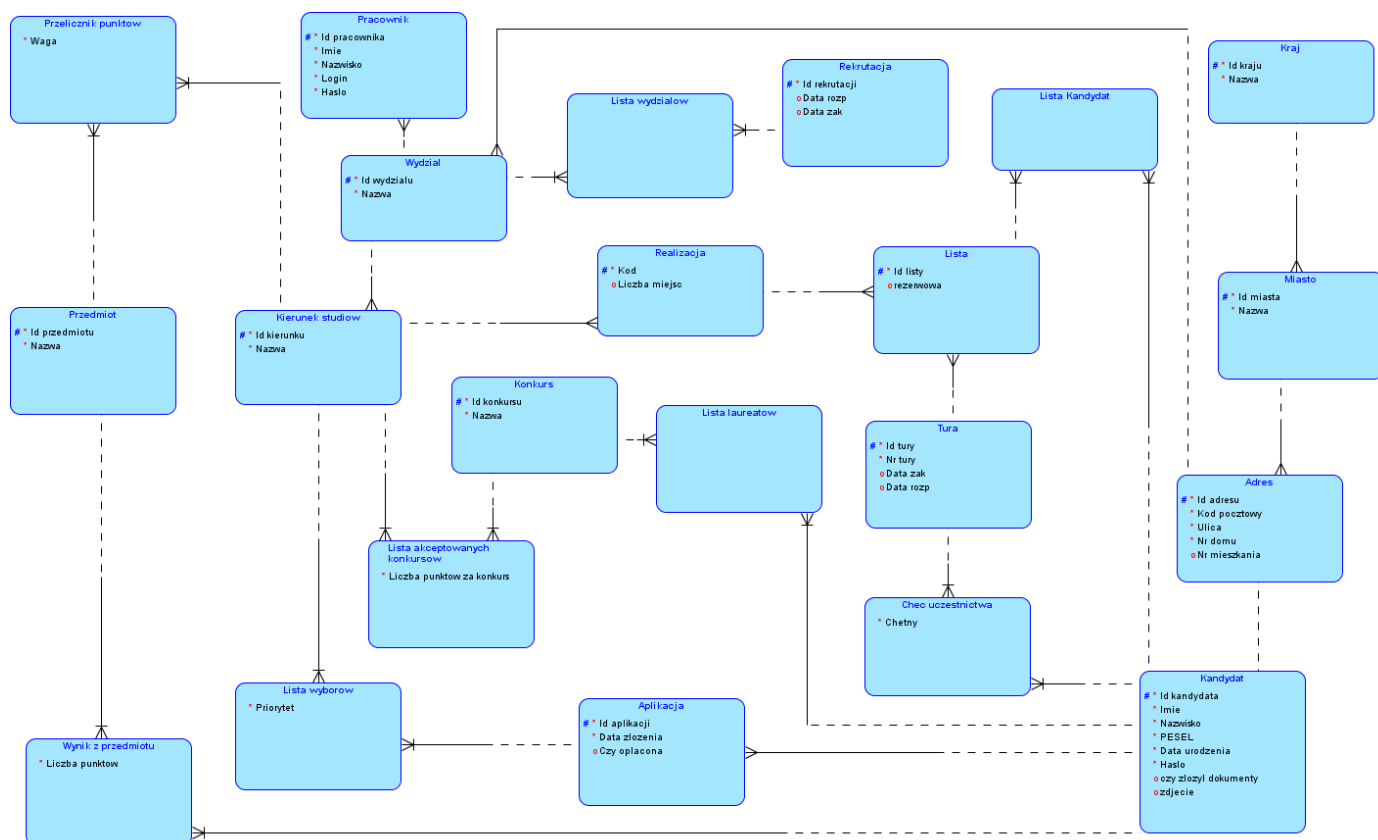 Przelicznik punktow
* Waga
Pracownik
# * Id pracownika
* Imie
* Nazwisko
* Login
* Haslo
Rekrutacja
# * Id rekrutacji
o Data rozp
o Data zak
Kraj
# * Id kraju
* Nazwa
Lista wydzialow
Lista Kandydat
Wydzial
# * Id wydzialu
* Nazwa
Realizacja
# * Kod
o Liczba miejsc
Lista
# * Id listy
o rezerwowa
Miasto
# * Id miasta
* Nazwa
Przedmiot
# * Id przedmiotu
* Nazwa
Kierunek studiow
# * Id kierunku
* Nazwa
Konkurs
# * Id konkursu
* Nazwa
Lista laureatow
Tura
# * Id tury
* Nr tury
o Data zak
o Data rozp
Adres
# * Id adresu
* Kod pocztowy
* Ulica
* Nr domu
o Nr mieszkania
Lista akceptowanych
konkursow
* Liczba punktow za konkurs
Chec uczestnictwa
* Chetny
Lista wyborow
* Priorytet
Aplikacja
# * Id aplikacji
* Data zlozenia
o Czy oplacona
Kandydat
# * Id kandydata
* Imie
* Nazwisko
* PESEL
* Data urodzenia
* Haslo
o czy zlozyl dokumenty
o zdjecie
Wynik z przedmiotu
* Liczba punktow